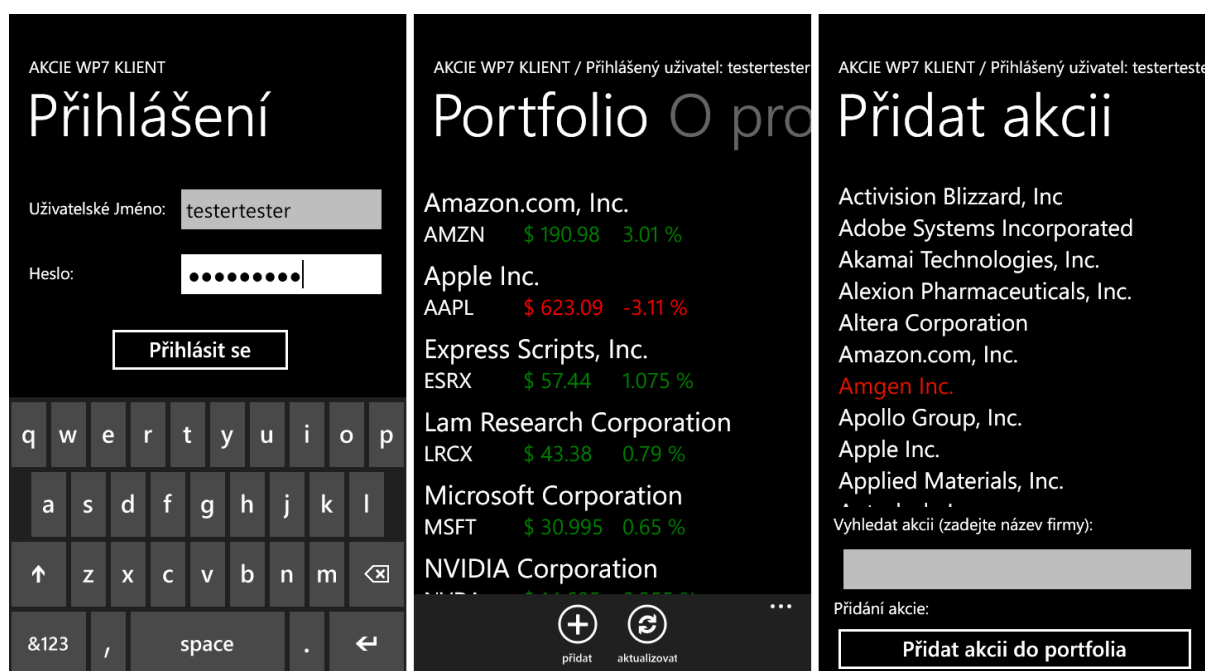 AKCIE WP7 KLIENT
Přihlášení
Uživatelské Jméno: testertester
Heslo: ●●●●●●●●●
Přihlásit se
q w e r t y u i o p
a s d f g h j k l
z x c v b n m
&123 , space .
AKCIE WP7 KLIENT / Přihlášený uživatel: testertester
Portfolio O pro
Amazon.com, Inc.
AMZN $ 190.98 3.01 %
Apple Inc.
AAPL $ 623.09 -3.11 %
Express Scripts, Inc.
ESRX $ 57.44 1.075 %
Lam Research Corporation
LRCX $ 43.38 0.79 %
Microsoft Corporation
MSFT $ 30.995 0.65 %
NVIDIA Corporation
...
přidat aktualizovat
AKCIE WP7 KLIENT / Přihlášený uživatel: testerteste
Přidat akcii
Activision Blizzard, Inc
Adobe Systems Incorporated
Akamai Technologies, Inc.
Alexion Pharmaceuticals, Inc.
Altera Corporation
Amazon.com, Inc.
Amgen Inc.
Apollo Group, Inc.
Apple Inc.
Applied Materials, Inc.
Vyhledat akcii (zadejte název firmy):
Přidání akcie:
Přidat akcii do portfolia